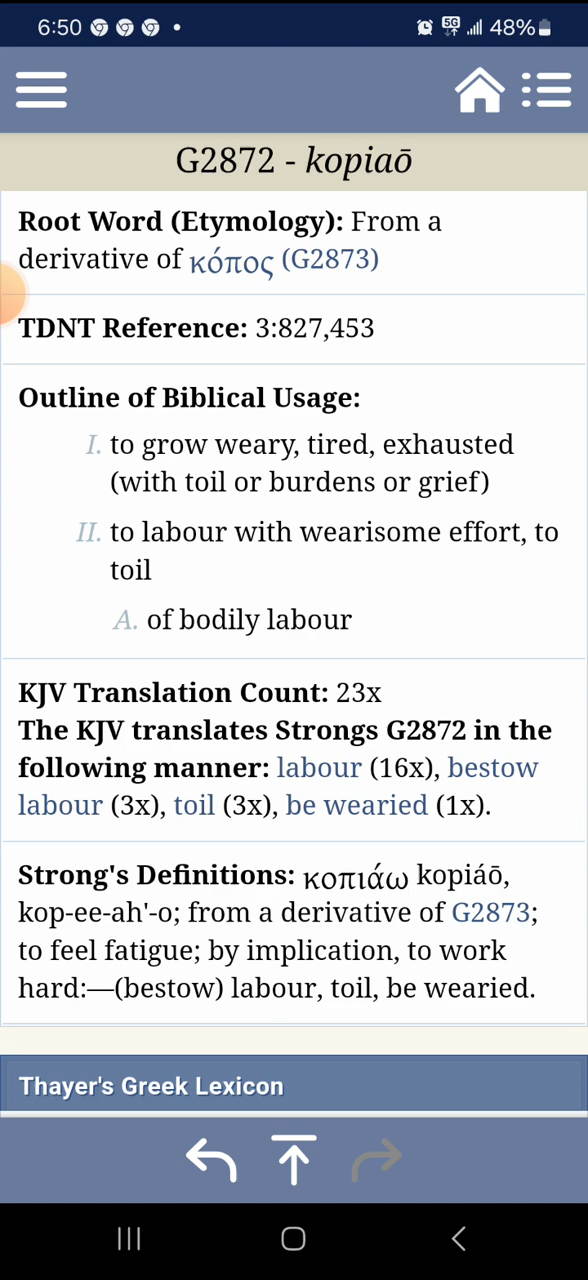 6:50
5G
48%
G2872 - kopiaō
Root Word (Etymology): From a
derivative of κόπος (G2873)
TDNT Reference: 3:827,453
Outline of Biblical Usage:
I. to grow weary, tired, exhausted
(with toil or burdens or grief)
II. to labour with wearisome effort, to
toil
A. of bodily labour
KJV Translation Count: 23x
The KJV translates Strongs G2872 in the
following manner: labour (16x), bestow
labour (3x), toil (3x), be wearied (1x).
Strong's Definitions: κοπιάω kopiáō,
kop-ee-ah'-o; from a derivative of G2873;
to feel fatigue; by implication, to work
hard:—(bestow) labour, toil, be wearied.
Thayer's Greek Lexicon